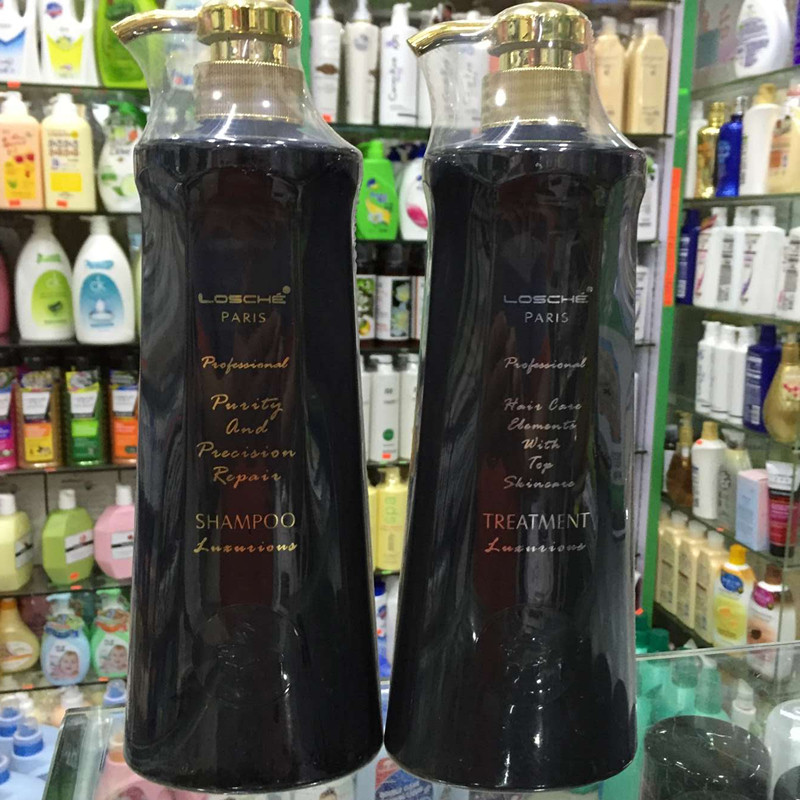 LOSCHÉ®
PARIS
Professional
Purity
And
Precision
Repair
SHAMPOO
Luxurious
LOSCHÉ®
PARIS
Professional
Hair Care
Elements
With
Top
Skincare
TREATMENT
Luxurious